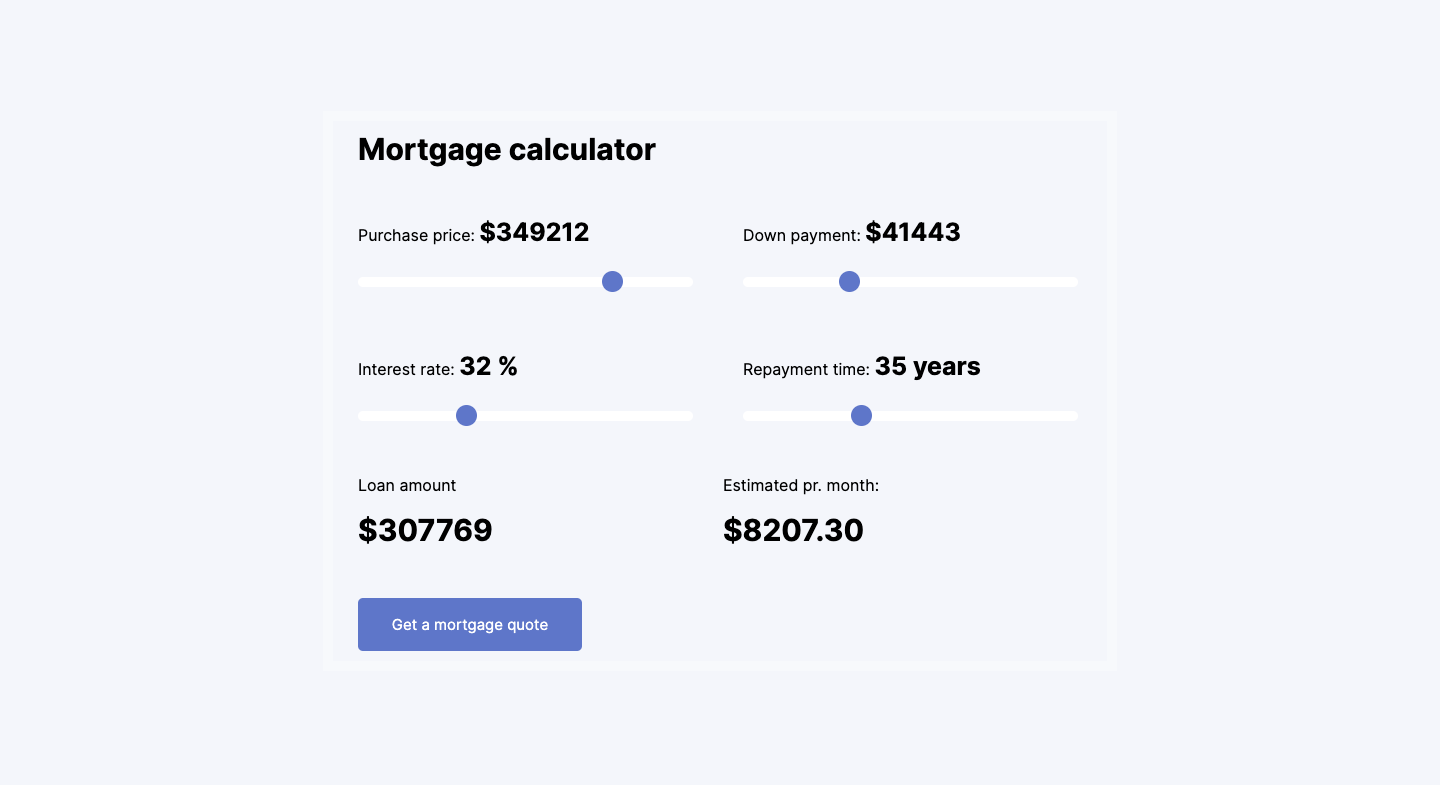 Mortgage calculator
Purchase price: $349212
Down payment: $41443
Interest rate: 32 %
Repayment time: 35 years
Loan amount
Estimated pr. month:
$307769
$8207.30
Get a mortgage quote